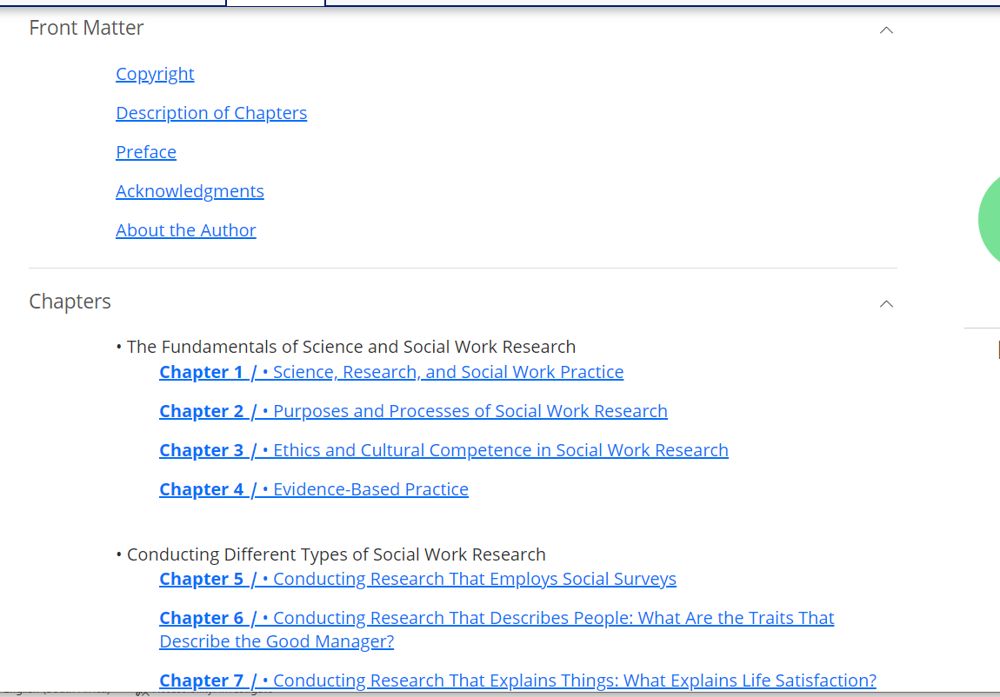 Front Matter
Copyright
Description of Chapters
Preface
Acknowledgments
About the Author
Chapters
• The Fundamentals of Science and Social Work Research
Chapter 1 / • Science, Research, and Social Work Practice
Chapter 2 / • Purposes and Processes of Social Work Research
Chapter 3 / • Ethics and Cultural Competence in Social Work Research
Chapter 4 / • Evidence-Based Practice
• Conducting Different Types of Social Work Research
Chapter 5 / • Conducting Research That Employs Social Surveys
Chapter 6 / • Conducting Research That Describes People: What Are the Traits That
Describe the Good Manager?
Chapter 7 / • Conducting Research That Explains Things: What Explains Life Satisfaction?